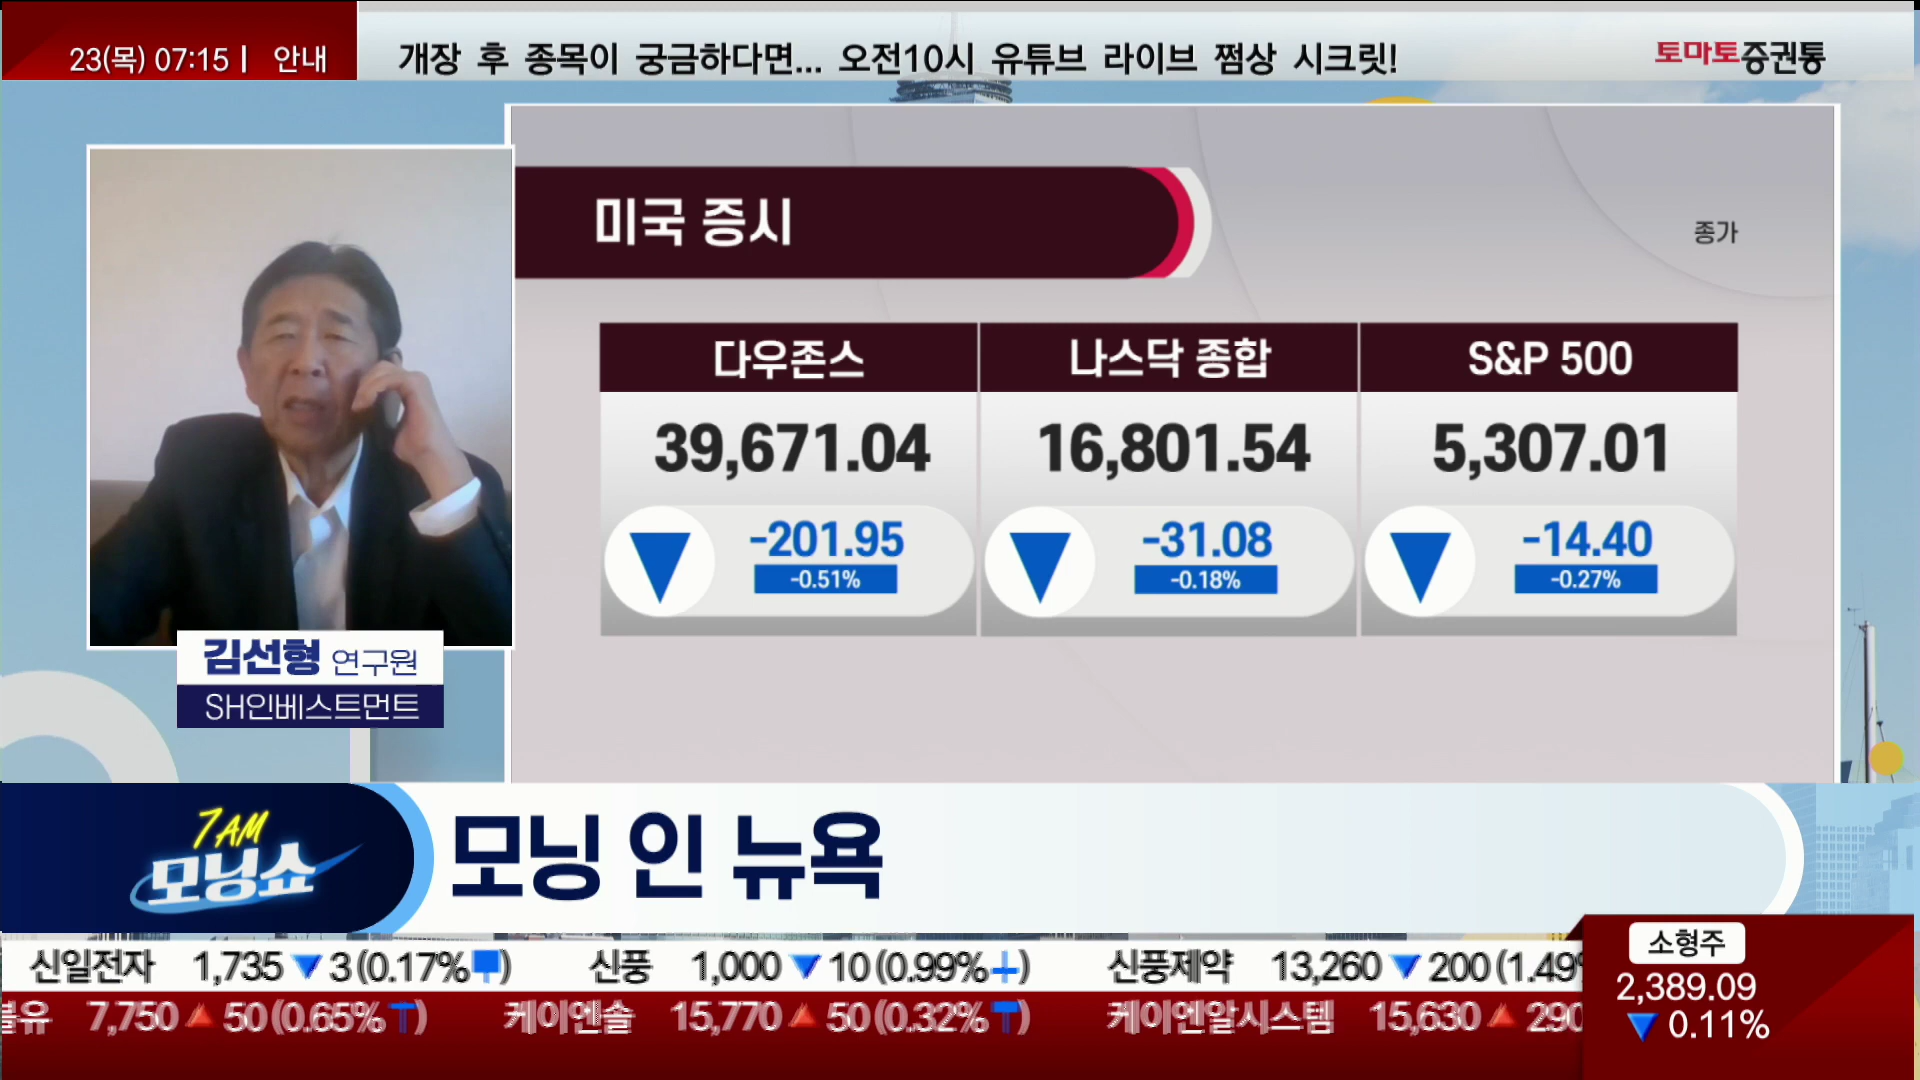 23(목) 07:15 | 안내
개장 후 종목이 궁금하다면... 오전10시 유튜브 라이브 쩜상 시크릿!
토마토증권통
미국 증시
종가
다우존스 나스닥 종합 S&P 500
39,671.04 16,801.54 5,307.01
▼ -201.95 ▼ -31.08 ▼ -14.40
-0.51% -0.18% -0.27%
김선형 연구원
SH인베스트먼트
7AM
모닝쇼
모닝 인 뉴욕
신일전자 1,735 ▼ 3(0.17%) 신풍 1,000 ▼ 10(0.99%) 신풍제약 13,260 ▼ 200(1.49%
7,750 ▲ 50(0.65%) 케이엔솔 15,770 ▲ 50(0.32%) 케이엔알시스템 15,630 ▲ 290
소형주
2,389.09
▼ 0.11%